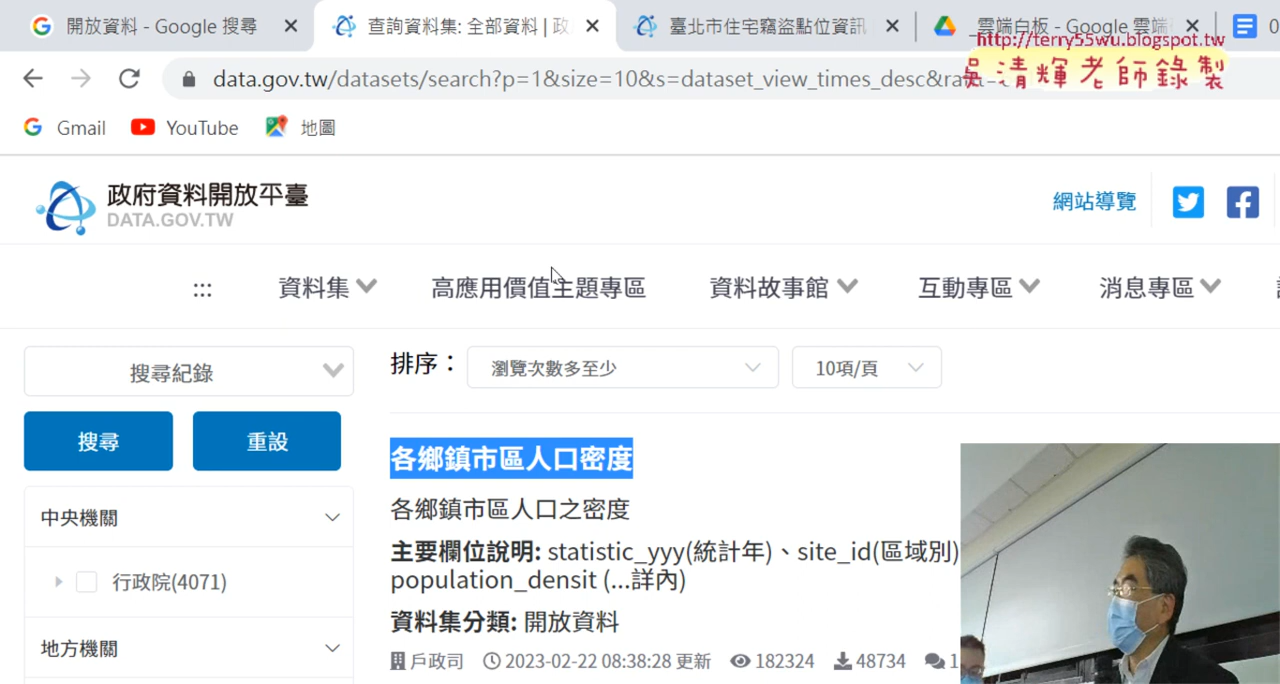 開放資料 - Google 搜尋
查詢資料集: 全部資料 | 政
臺北市住宅竊盜點位資訊
_雲端白板 - Google 雲端
http://terry55wu.blogspot.tw
吳清輝老師錄製
data.gov.tw/datasets/search?p=1&size=10&s=dataset_view_times_desc&ra
Gmail
YouTube
地圖
政府資料開放平臺
DATA.GOV.TW
網站導覽
:::
資料集
高應用價值主題專區
資料故事館
互動專區
消息專區
搜尋紀錄
排序：
瀏覽次數多至少
10項/頁
搜尋
重設
各鄉鎮市區人口密度
中央機關
各鄉鎮市區人口之密度
主要欄位說明: statistic_yyy(統計年)、site_id(區域別)
行政院(4071)
population_densit (...詳內)
資料集分類: 開放資料
地方機關
戶政司
2023-02-22 08:38:28 更新
182324
48734
1